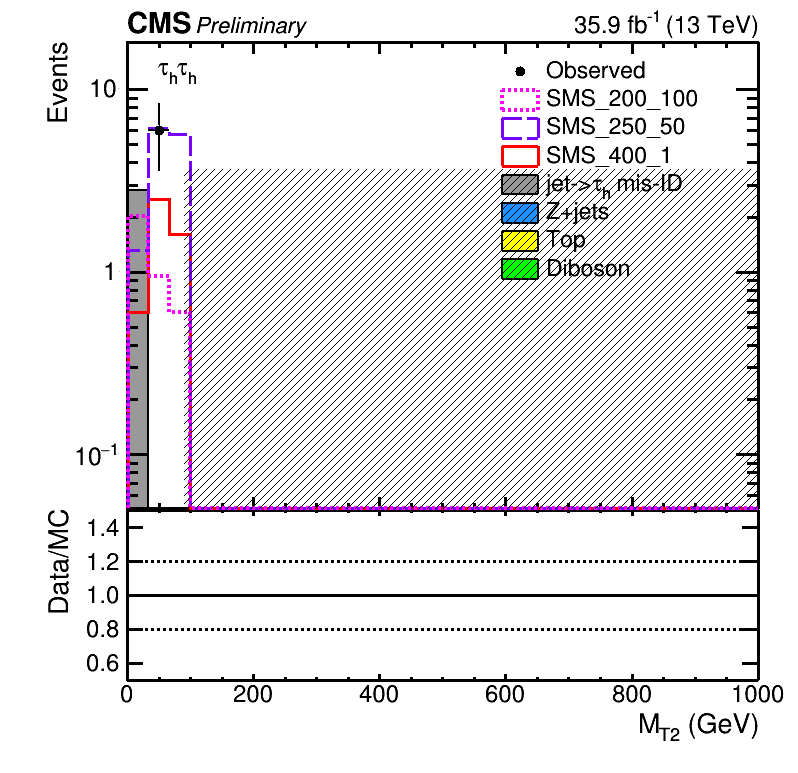 CMS Preliminary 35.9 fb⁻¹ (13 TeV)
Events
τhτh
Observed
SMS_200_100
SMS_250_50
SMS_400_1
jet->τh mis-ID
Z+jets
Top
Diboson
10
1
10⁻¹
Data/MC
1.4
1.2
1.0
0.8
0.6
0 200 400 600 800 1000
MT2 (GeV)